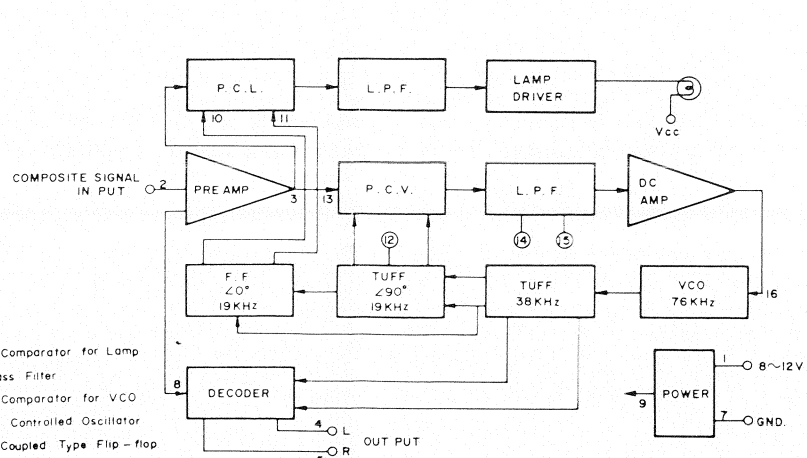 P.C.L.
L.P.F.
LAMP
DRIVER
10
11
Vcc
COMPOSITE SIGNAL
IN PUT
2
PRE AMP
3
13
P.C.V.
L.P.F.
DC
AMP
12
14
15
F.F
∠0°
19KHz
TUFF
∠90°
19KHz
TUFF
38KHz
VCO
76KHz
16
Comparator for Lamp
ass Filter
Comparator for VCO
Controlled Oscillator
Coupled Type Flip-flop
8
DECODER
4
L
R
OUT PUT
POWER
9
1
8~12V
7
GND.